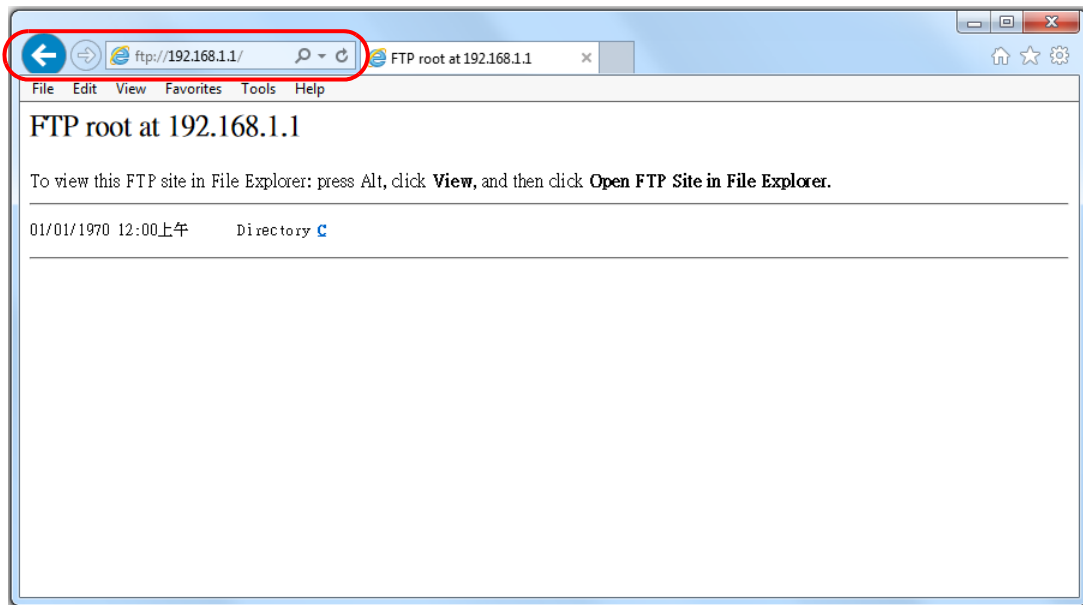 ftp://192.168.1.1/
FTP root at 192.168.1.1
File Edit View Favorites Tools Help
FTP root at 192.168.1.1
To view this FTP site in File Explorer: press Alt, click View, and then click Open FTP Site in File Explorer.
01/01/1970 12:00上午 Directory C